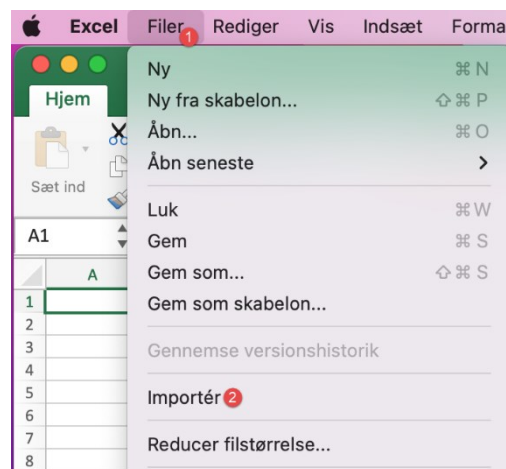 Excel Filer 1 Rediger Vis Indsæt Forma
Hjem
Sæt ind
A1
A
1
2
3
4
5
6
7
8
Ny ⌘ N
Ny fra skabelon... ⇧ ⌘ P
Åbn... ⌘ O
Åbn seneste >
Luk ⌘ W
Gem ⌘ S
Gem som... ⇧ ⌘ S
Gem som skabelon...
Gennemse versionshistorik
Importér 2
Reducer filstørrelse...